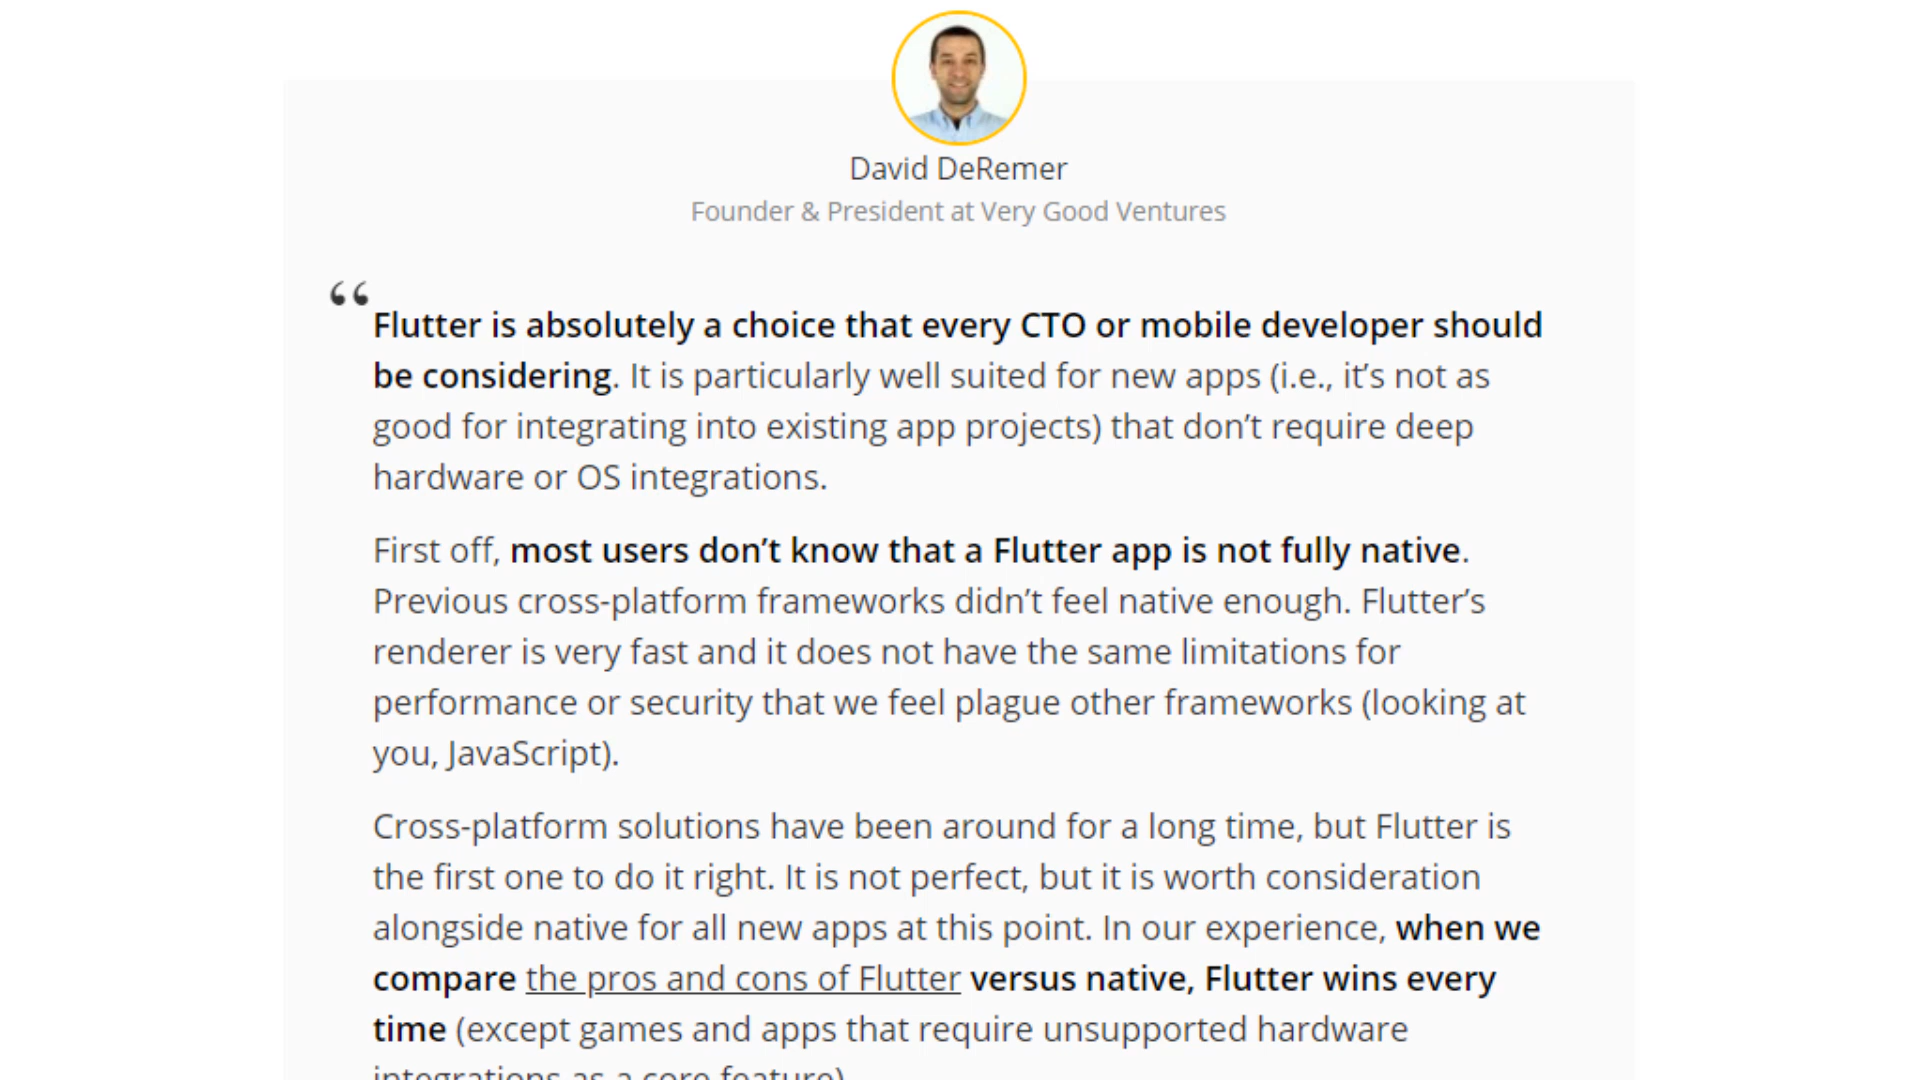 David DeRemer
Founder & President at Very Good Ventures
“
Flutter is absolutely a choice that every CTO or mobile developer should
be considering. It is particularly well suited for new apps (i.e., it’s not as
good for integrating into existing app projects) that don’t require deep
hardware or OS integrations.
First off, most users don’t know that a Flutter app is not fully native.
Previous cross-platform frameworks didn’t feel native enough. Flutter’s
renderer is very fast and it does not have the same limitations for
performance or security that we feel plague other frameworks (looking at
you, JavaScript).
Cross-platform solutions have been around for a long time, but Flutter is
the first one to do it right. It is not perfect, but it is worth consideration
alongside native for all new apps at this point. In our experience, when we
compare the pros and cons of Flutter versus native, Flutter wins every
time (except games and apps that require unsupported hardware
integrations as a core feature)